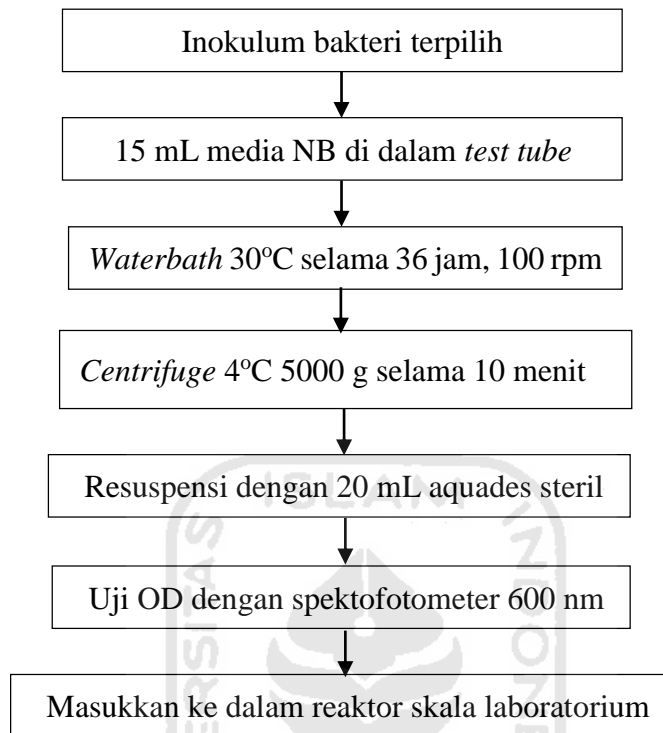 Inokulum bakteri terpilih
15 mL media NB di dalam test tube
Waterbath 30°C selama 36 jam, 100 rpm
Centrifuge 4°C 5000 g selama 10 menit
Resuspensi dengan 20 mL aquades steril
Uji OD dengan spektofotometer 600 nm
Masukkan ke dalam reaktor skala laboratorium
ISLAM